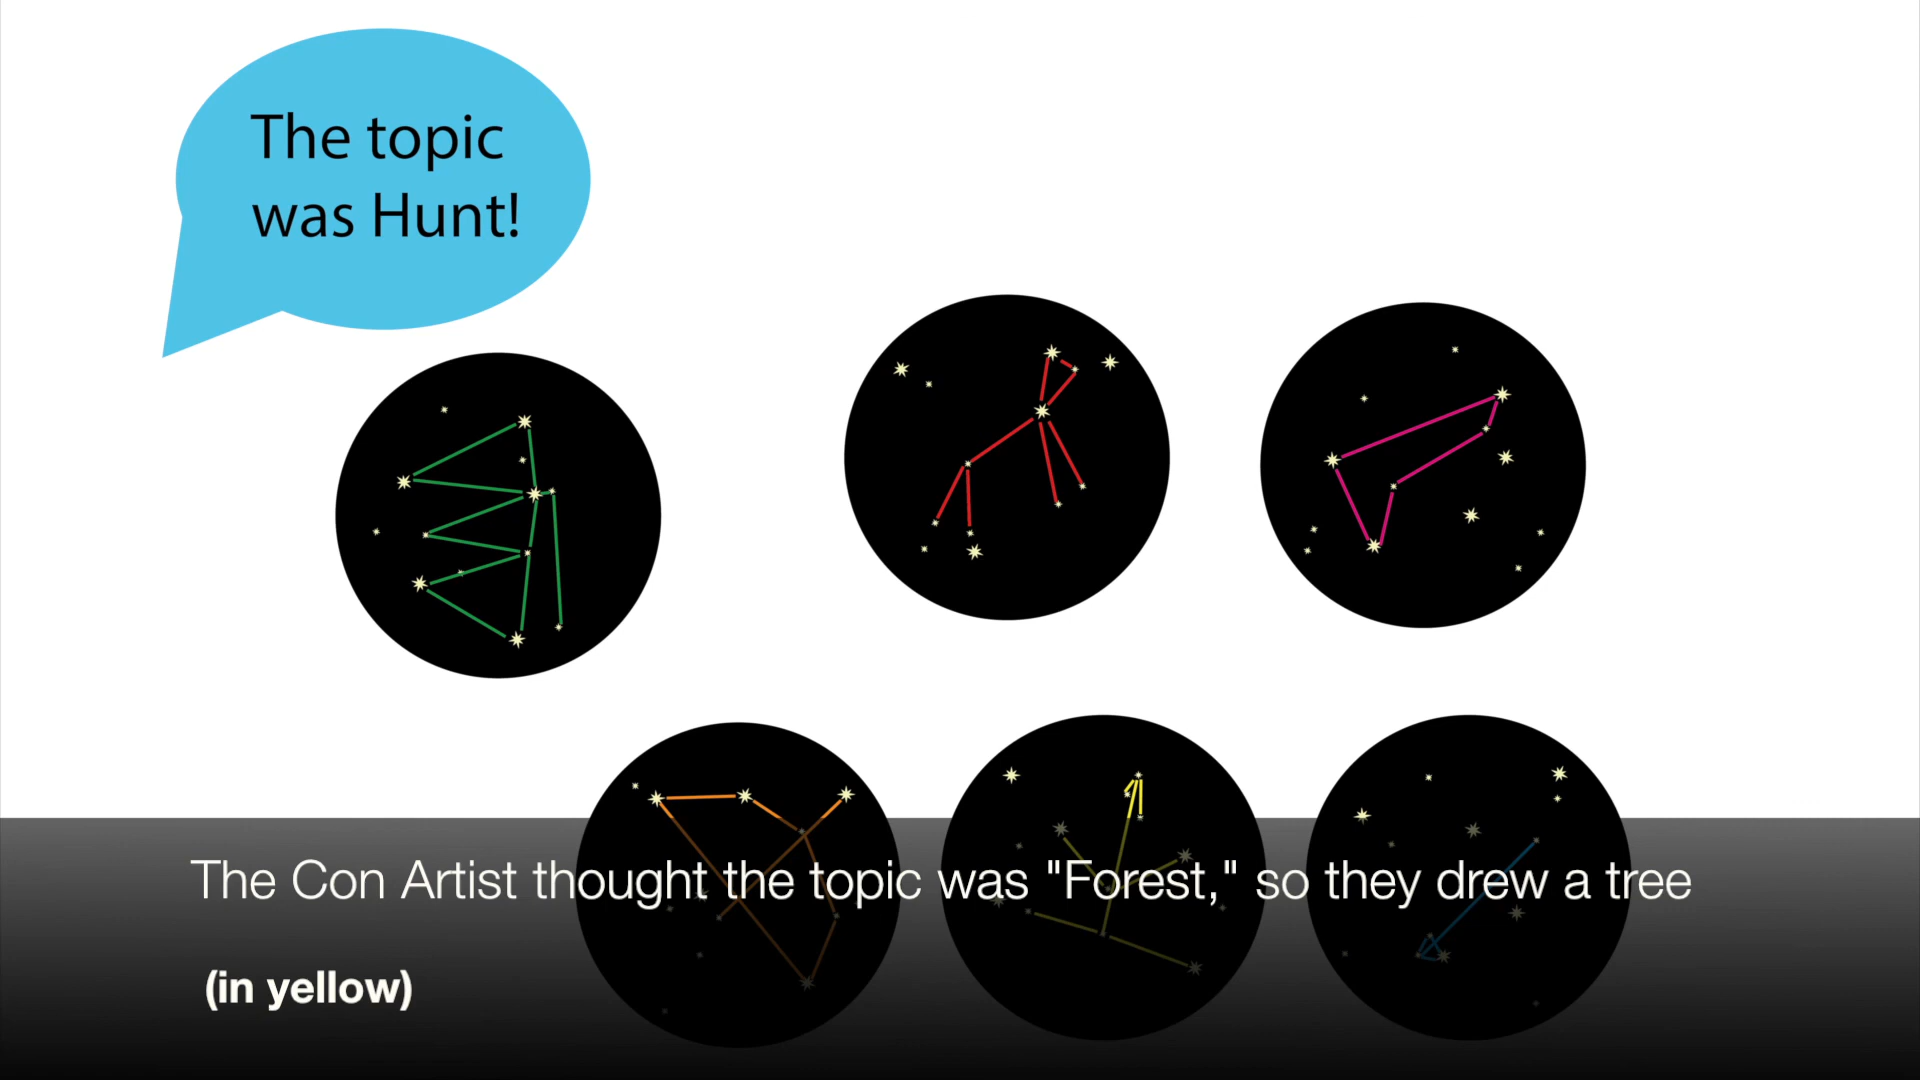 The topic
was Hunt!
The Con Artist thought the topic was "Forest," so they drew a tree
(in yellow)